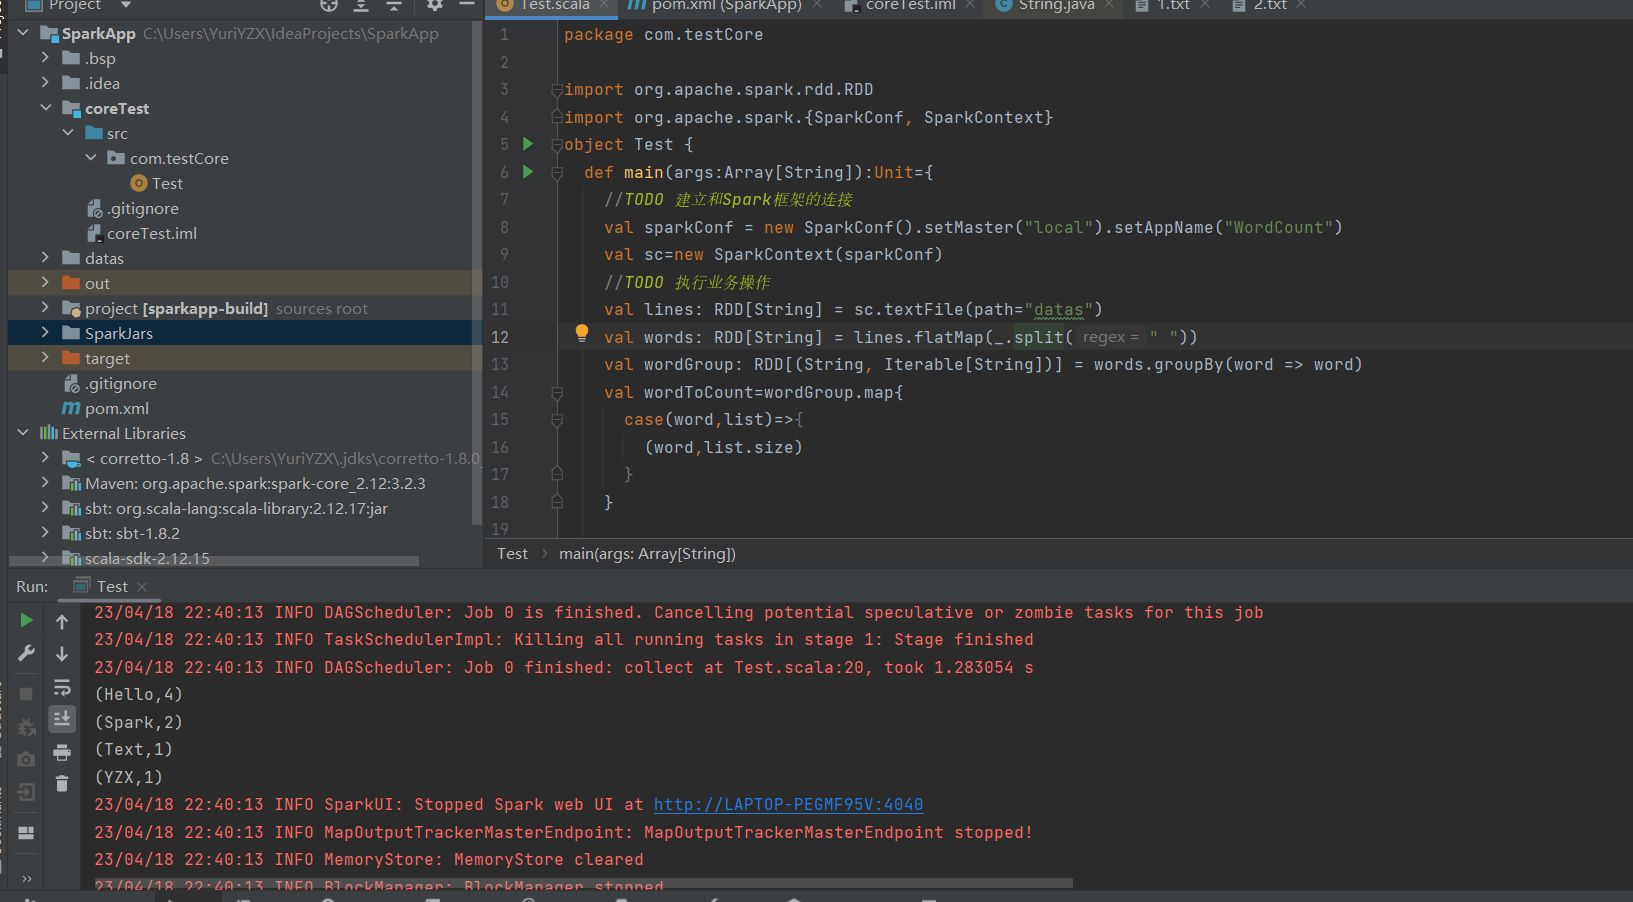 Project
Test.scala
pom.xml (SparkApp)
coreTest.iml
String.java
1.txt
2.txt
SparkApp C:\Users\YuriYZX\IdeaProjects\SparkApp
.bsp
.idea
coreTest
src
com.testCore
Test
.gitignore
coreTest.iml
datas
out
project [sparkapp-build] sources root
SparkJars
target
.gitignore
pom.xml
External Libraries
< corretto-1.8 > C:\Users\YuriYZX\.jdks\corretto-1.8.0_
Maven: org.apache.spark:spark-core_2.12:3.2.3
sbt: org.scala-lang:scala-library:2.12.17:jar
sbt: sbt-1.8.2
scala-sdk-2.12.15
1 package com.testCore
2
3 import org.apache.spark.rdd.RDD
4 import org.apache.spark.{SparkConf, SparkContext}
5 object Test {
6 def main(args:Array[String]):Unit={
7 //TODO 建立和Spark框架的连接
8 val sparkConf = new SparkConf().setMaster("local").setAppName("WordCount")
9 val sc=new SparkContext(sparkConf)
10 //TODO 执行业务操作
11 val lines: RDD[String] = sc.textFile(path="datas")
12 val words: RDD[String] = lines.flatMap(_.split( regex = " "))
13 val wordGroup: RDD[(String, Iterable[String])] = words.groupBy(word => word)
14 val wordToCount=wordGroup.map{
15 case(word,list)=>{
16 (word,list.size)
17 }
18 }
19
Test > main(args: Array[String])
Run: Test
23/04/18 22:40:13 INFO DAGScheduler: Job 0 is finished. Cancelling potential speculative or zombie tasks for this job
23/04/18 22:40:13 INFO TaskSchedulerImpl: Killing all running tasks in stage 1: Stage finished
23/04/18 22:40:13 INFO DAGScheduler: Job 0 finished: collect at Test.scala:20, took 1.283054 s
(Hello,4)
(Spark,2)
(Text,1)
(YZX,1)
23/04/18 22:40:13 INFO SparkUI: Stopped Spark web UI at http://LAPTOP-PEGMF95V:4040
23/04/18 22:40:13 INFO MapOutputTrackerMasterEndpoint: MapOutputTrackerMasterEndpoint stopped!
23/04/18 22:40:13 INFO MemoryStore: MemoryStore cleared
23/04/18 22:40:13 INFO BlockManager: BlockManager stopped